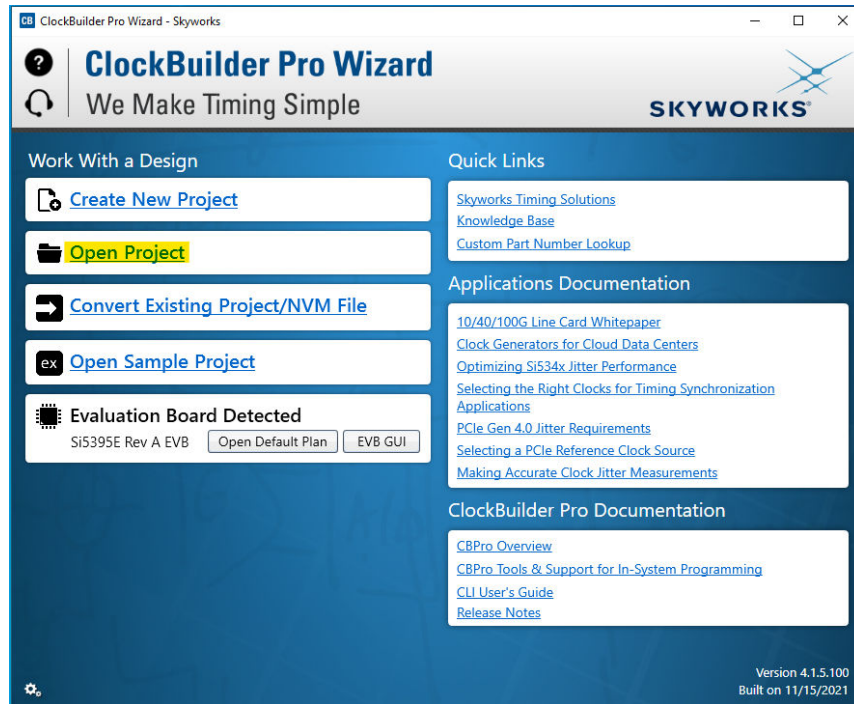 CB ClockBuilder Pro Wizard - Skyworks
? ClockBuilder Pro Wizard
We Make Timing Simple
SKYWORKS®
Work With a Design
Create New Project
Open Project
Convert Existing Project/NVM File
ex Open Sample Project
Evaluation Board Detected
Si5395E Rev A EVB Open Default Plan EVB GUI
Quick Links
Skyworks Timing Solutions
Knowledge Base
Custom Part Number Lookup
Applications Documentation
10/40/100G Line Card Whitepaper
Clock Generators for Cloud Data Centers
Optimizing Si534x Jitter Performance
Selecting the Right Clocks for Timing Synchronization
Applications
PCIe Gen 4.0 Jitter Requirements
Selecting a PCIe Reference Clock Source
Making Accurate Clock Jitter Measurements
ClockBuilder Pro Documentation
CBPro Overview
CBPro Tools & Support for In-System Programming
CLI User's Guide
Release Notes
Version 4.1.5.100
Built on 11/15/2021